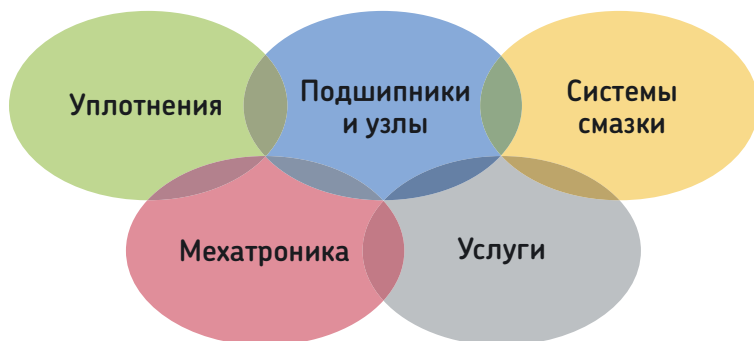 Уплотнения
Подшипники
и узлы
Системы
смазки
Мехатроника
Услуги